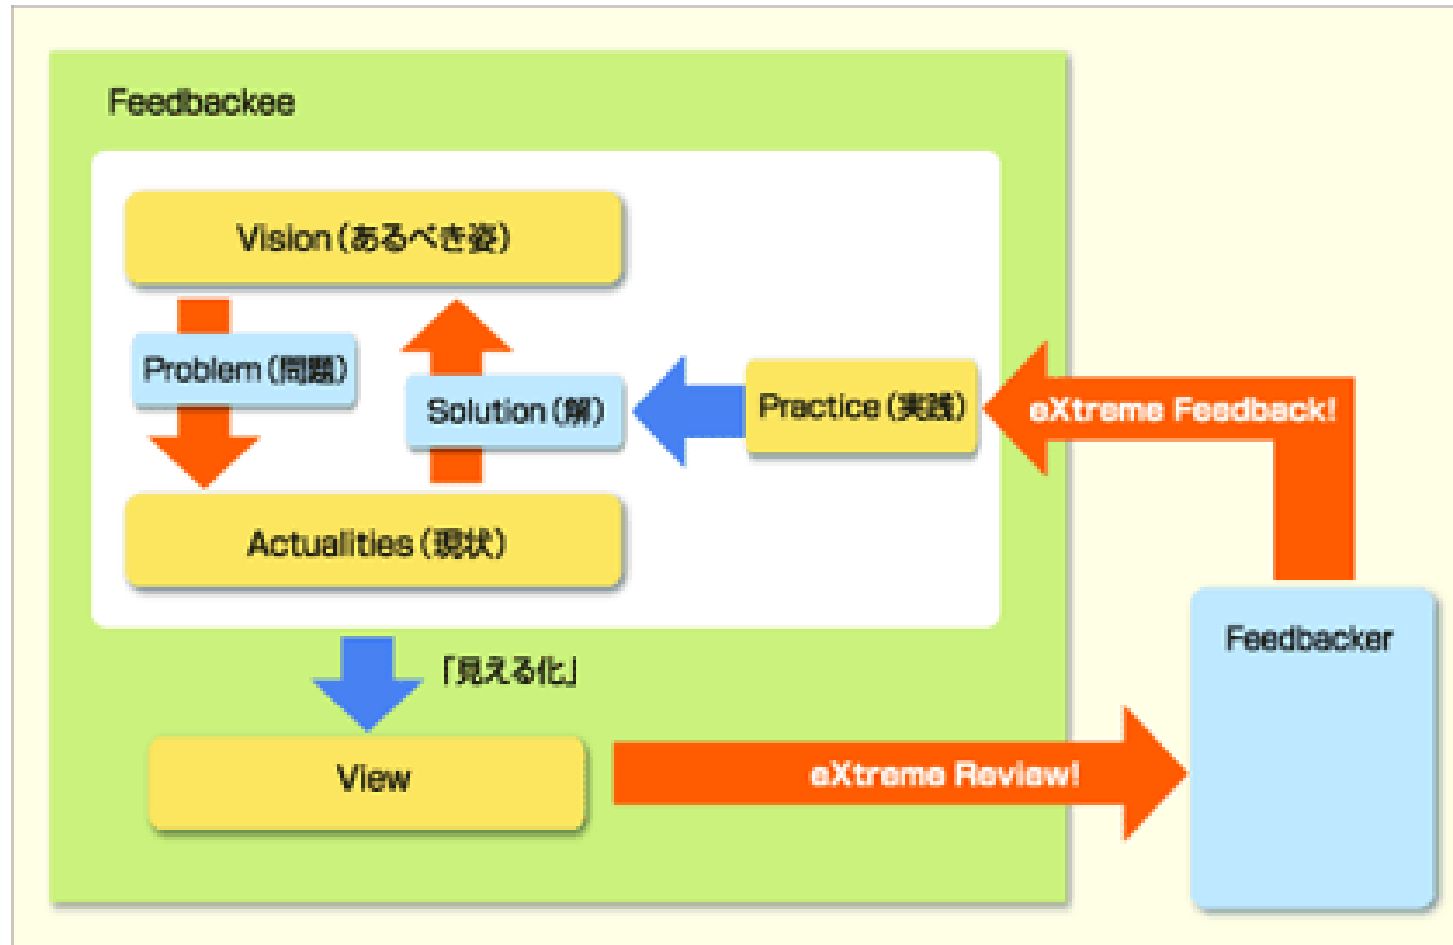 Feedbackee
Vision(あるべき姿)
Problem(問題)
Solution(解)
Practice(実践)
eXtreme Feedback!
Actualities(現状)
Feedbacker
「見える化」
View
eXtreme Review!